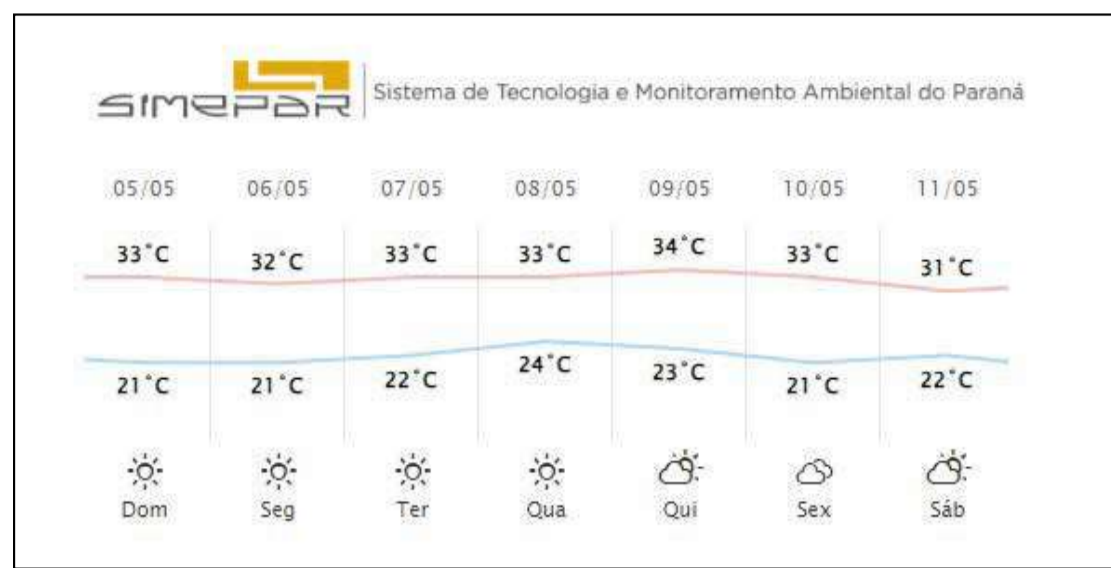 SIMEPAR
Sistema de Tecnologia e Monitoramento Ambiental do Paraná
05/05 06/05 07/05 08/05 09/05 10/05 11/05
33°C 32°C 33°C 33°C 34°C 33°C 31°C
21°C 21°C 22°C 24°C 23°C 21°C 22°C
Dom Seg Ter Qua Qui Sex Sáb